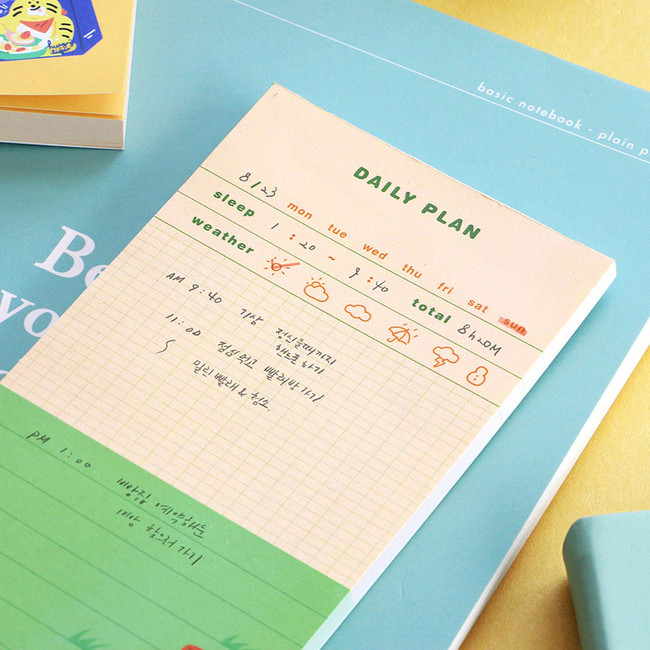 basic notebook - plain p
Be
yo
DAILY PLAN
8/23 mon tue wed thu fri sat sun
sleep 1 : 20 ~ 9 : 40 total 8h20M
weather
AM 9:40 기상 정신들때까지
핸드폰하기
11:00 점심먹고 빨래방가기
밀린 빨래 & 청소
PM 1:00 빵집 예약해둔
빵 찾으러 가기